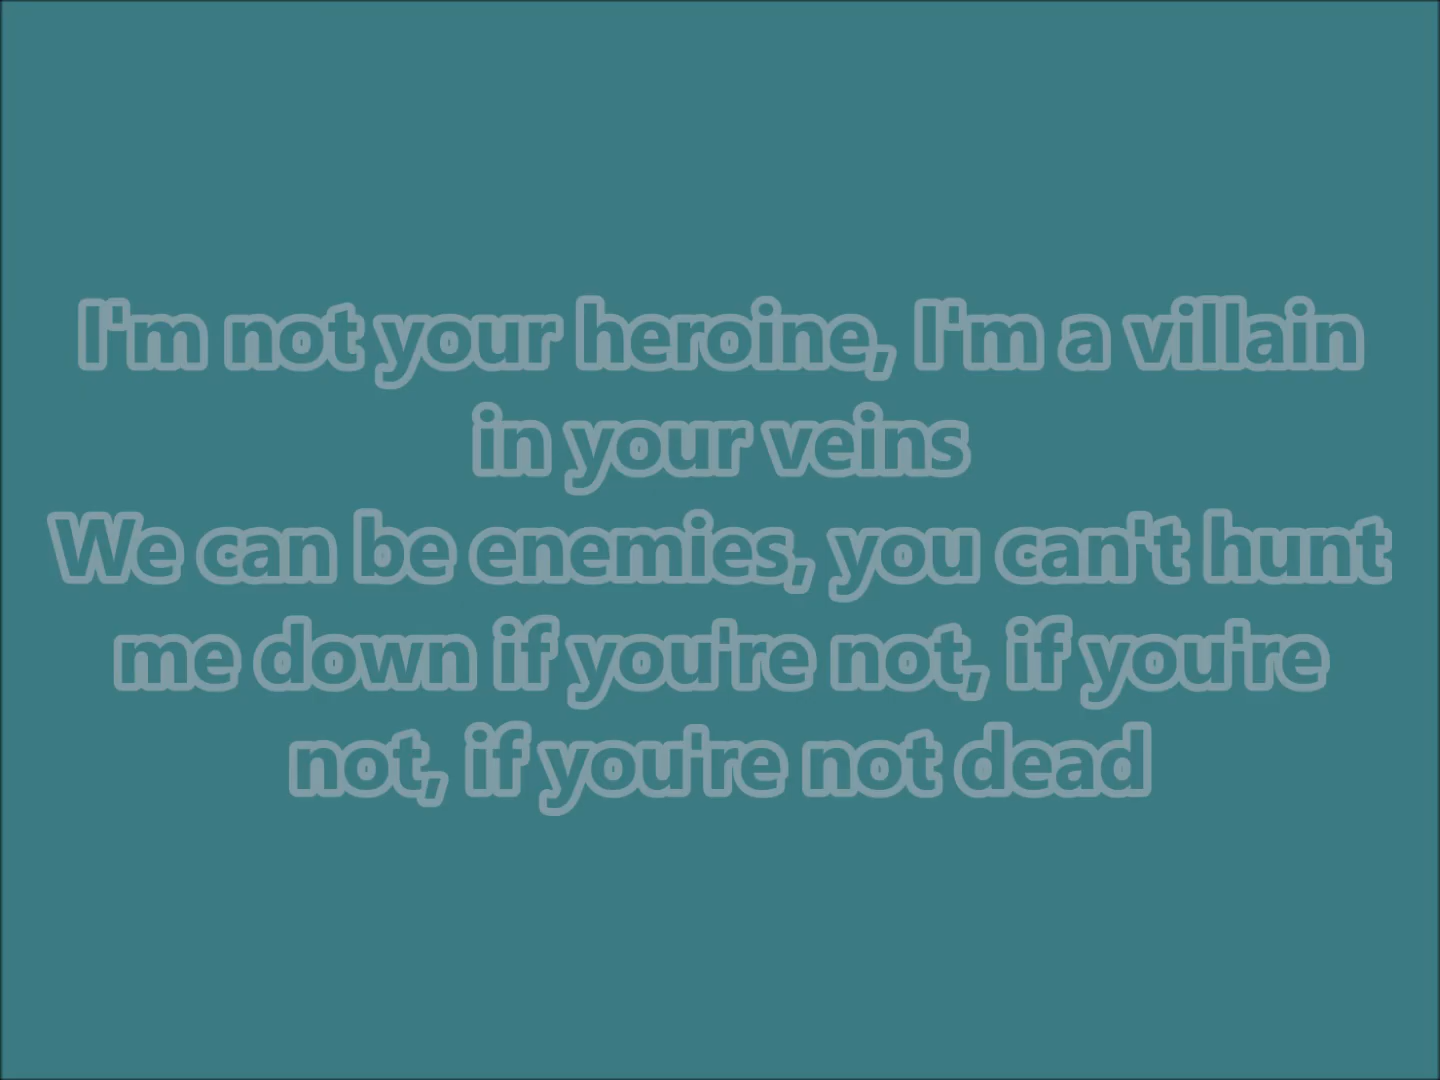 I'm not your heroine, I'm a villain
in your veins
We can be enemies, you can't hunt
me down if you're not, if you're
not, if you're not dead